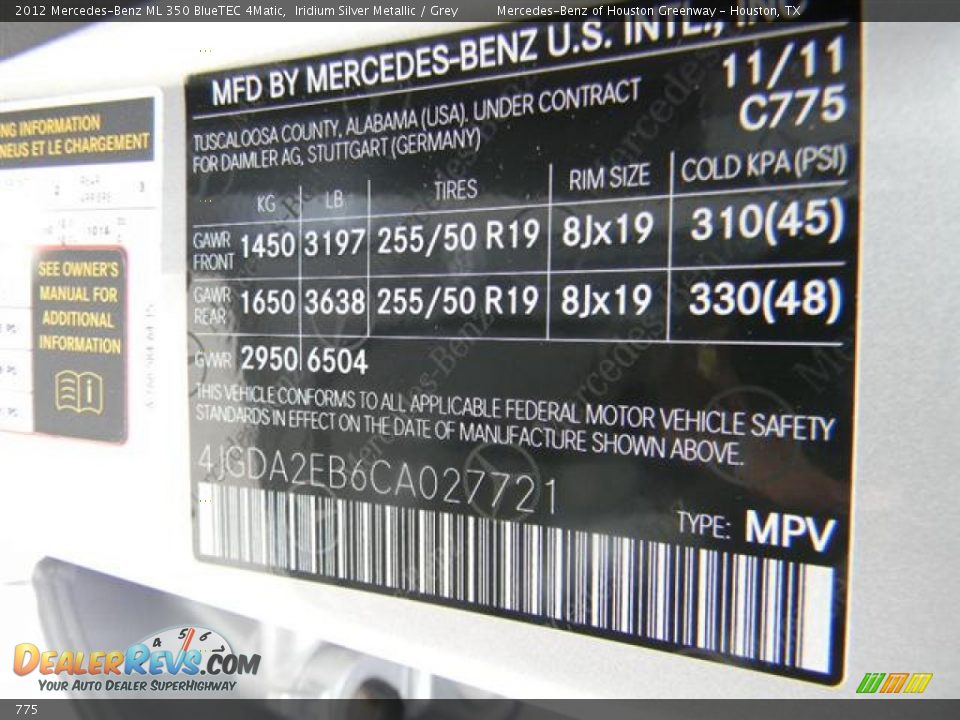 2012 Mercedes-Benz ML 350 BlueTEC 4Matic, Iridium Silver Metallic / Grey Mercedes-Benz of Houston Greenway - Houston, TX
MFD BY MERCEDES-BENZ U.S. INTL.,
11/11
C775
TUSCALOOSA COUNTY, ALABAMA (USA). UNDER CONTRACT
FOR DAIMLER AG, STUTTGART (GERMANY)
KG LB TIRES RIM SIZE COLD KPA (PSI)
GAWR FRONT 1450 3197 255/50 R19 8Jx19 310(45)
GAWR REAR 1650 3638 255/50 R19 8Jx19 330(48)
GVWR 2950 6504
THIS VEHICLE CONFORMS TO ALL APPLICABLE FEDERAL MOTOR VEHICLE SAFETY
STANDARDS IN EFFECT ON THE DATE OF MANUFACTURE SHOWN ABOVE.
4JGDA2EB6CA027721
TYPE: MPV
INFORMATION
ET LE CHARGEMENT
SEE OWNER'S
MANUAL FOR
ADDITIONAL
INFORMATION
4 5 6
DEALERREVS.COM
YOUR AUTO DEALER SUPERHIGHWAY
775